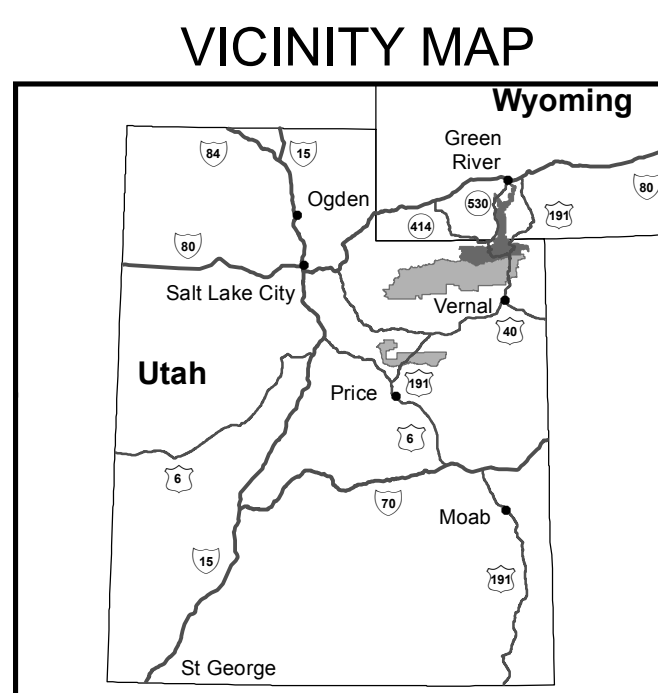 VICINITY MAP
Wyoming
Green
River
84
15
530
80
191
Ogden
414
80
Salt Lake City
Vernal
40
Utah
191
Price
6
6
70
Moab
15
191
St George